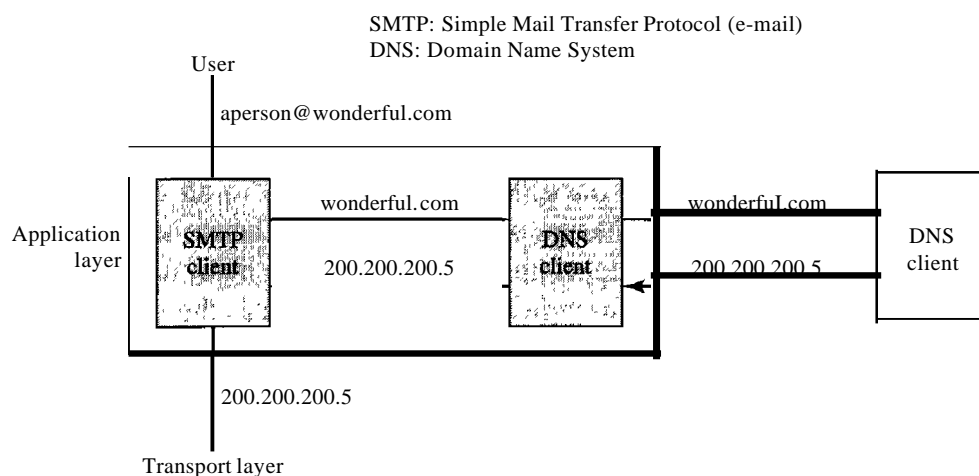 SMTP: Simple Mail Transfer Protocol (e-mail)
DNS: Domain Name System
User
aperson@wonderful.com
wonderful.com
wonderfuI.com
Application
layer
SMTP
client
DNS
client
DNS
client
200.200.200.5
200.200.200.5
200.200.200.5
Transport layer